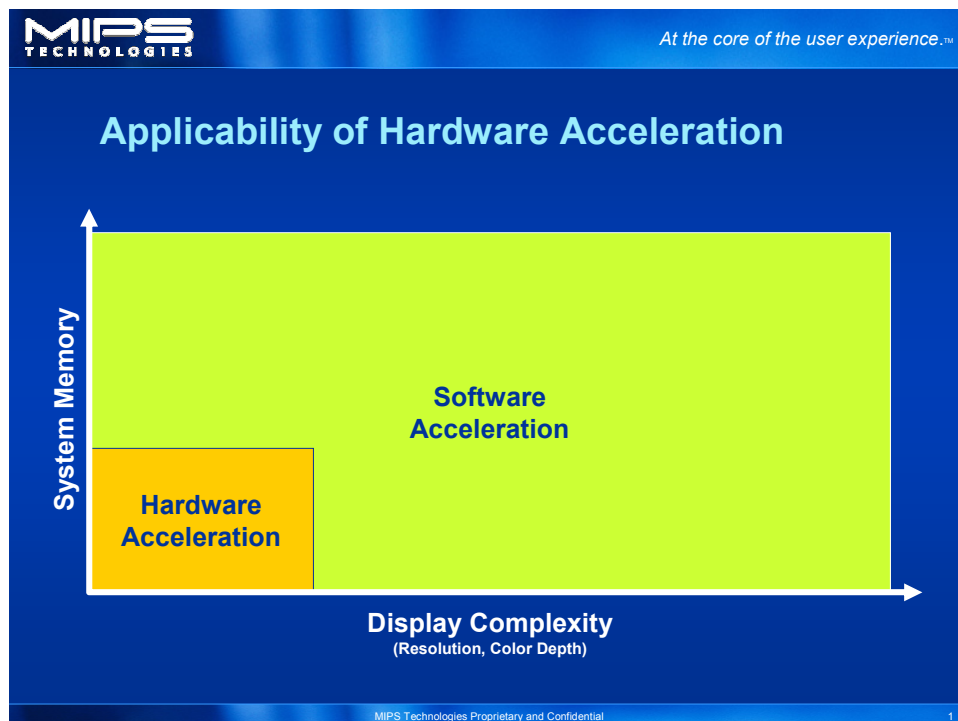 MIPS
TECHNOLOGIES
At the core of the user experience.™
Applicability of Hardware Acceleration
System Memory
Software
Acceleration
Hardware
Acceleration
Display Complexity
(Resolution, Color Depth)
MIPS Technologies Proprietary and Confidential
1